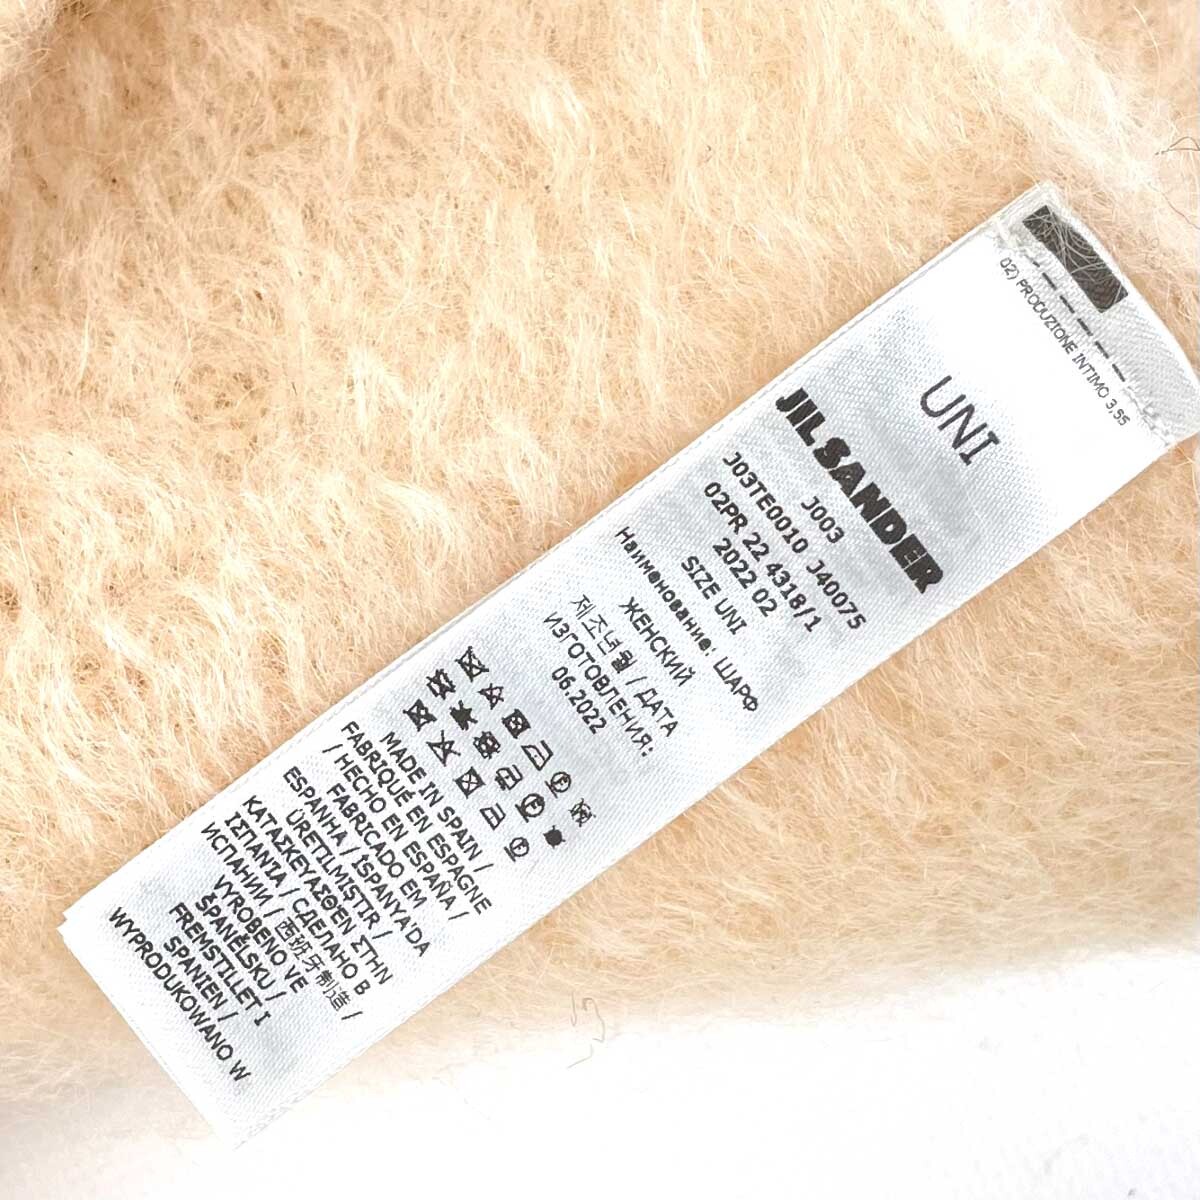 02) PRODUZIONE INTIMO 3,55
UNI
JIL SANDER
J003
J03TE0010 J40075
02PR 22 4318/1
2022 02
SIZE UNI
Наименование: ШАРФ
ЖЕНСКИЙ
제조년월 / ДАТА
ИЗГОТОВЛЕНИЯ:
06.2022
MADE IN SPAIN /
FABRIQUÉ EN ESPAGNE
/ HECHO EN ESPAÑA /
FABRICADO EM
ESPANHA / İSPANYA'DA
ÜRETILMIŞTIR /
ΚΑΤΑΣΚΕΥΑΣΘΈΝ ΣΤΗΝ
ΙΣΠΑΝΊΑ / СДЕЛАНО В
ИСПАНИИ / 西班牙制造 /
VYROBENO VE
ŠPANĚLSKU /
FREMSTILLET I
SPANIEN /
WYPRODUKOWANO W